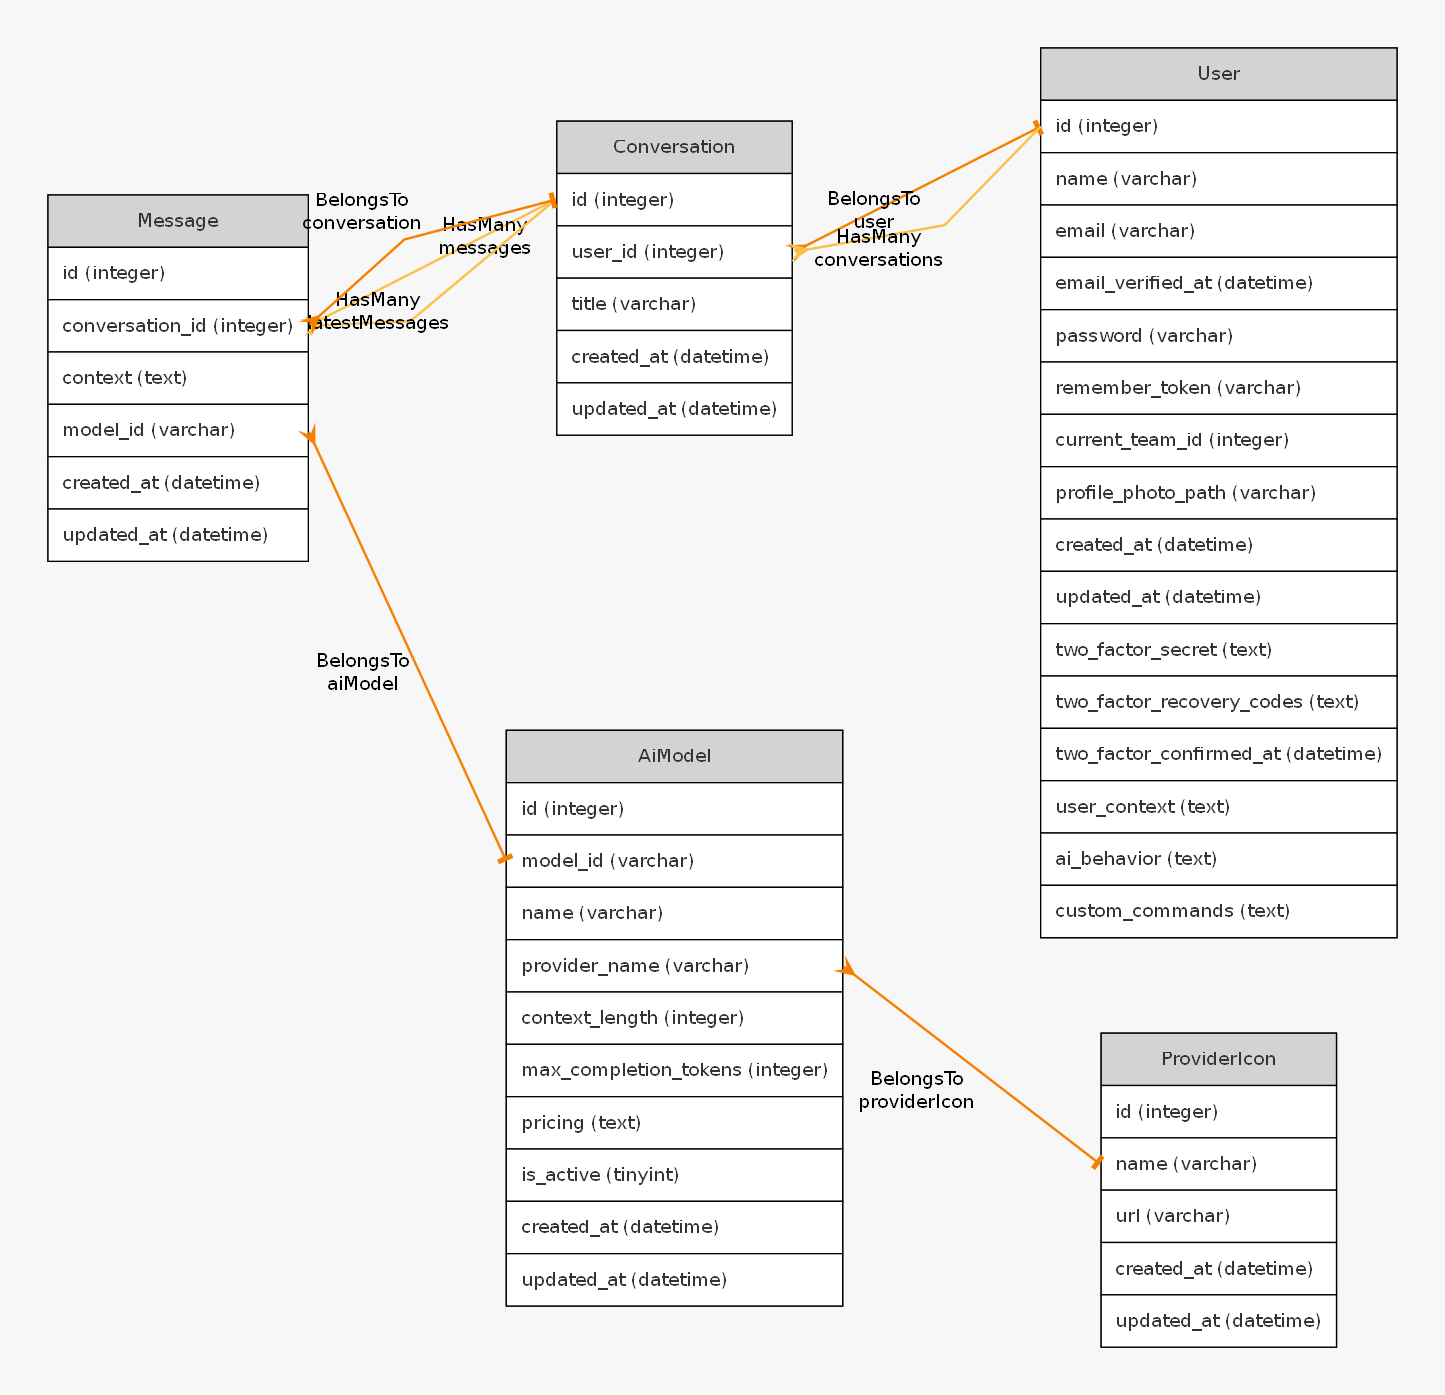 User
id (integer)
name (varchar)
email (varchar)
email_verified_at (datetime)
password (varchar)
remember_token (varchar)
current_team_id (integer)
profile_photo_path (varchar)
created_at (datetime)
updated_at (datetime)
two_factor_secret (text)
two_factor_recovery_codes (text)
two_factor_confirmed_at (datetime)
user_context (text)
ai_behavior (text)
custom_commands (text)
Conversation
id (integer)
user_id (integer)
title (varchar)
created_at (datetime)
updated_at (datetime)
Message
id (integer)
conversation_id (integer)
context (text)
model_id (varchar)
created_at (datetime)
updated_at (datetime)
BelongsTo
conversation
HasMany
messages
HasMany
latestMessages
BelongsTo
user
HasMany
conversations
BelongsTo
aiModel
AiModel
id (integer)
model_id (varchar)
name (varchar)
provider_name (varchar)
context_length (integer)
max_completion_tokens (integer)
pricing (text)
is_active (tinyint)
created_at (datetime)
updated_at (datetime)
BelongsTo
providerIcon
ProviderIcon
id (integer)
name (varchar)
url (varchar)
created_at (datetime)
updated_at (datetime)